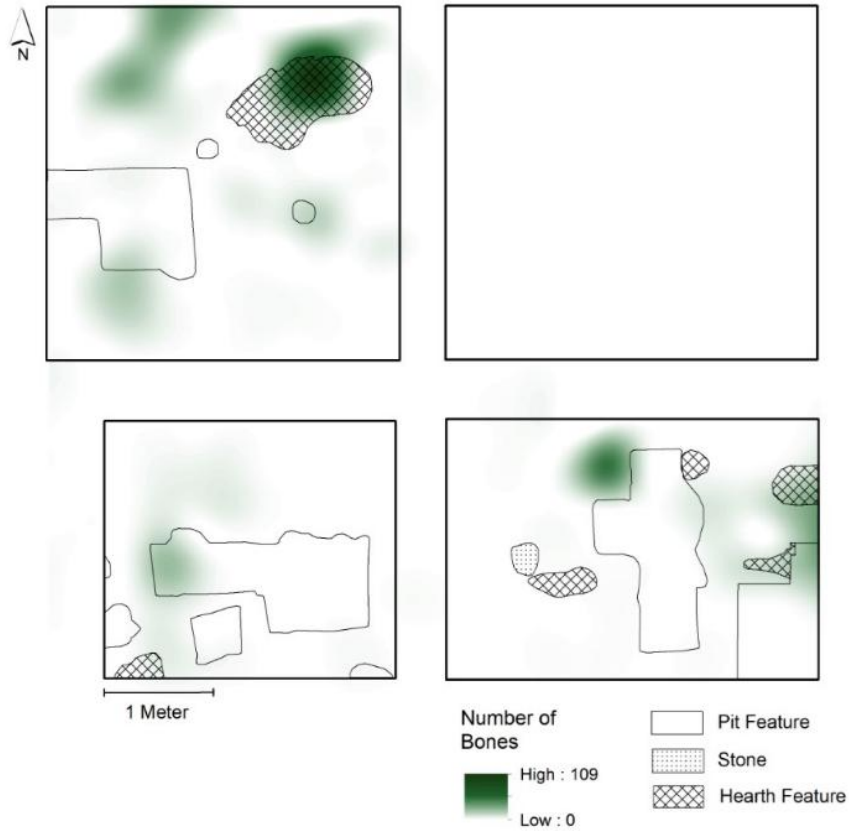 N
1 Meter
Number of
Bones
High : 109
Low : 0
Pit Feature
Stone
Hearth Feature